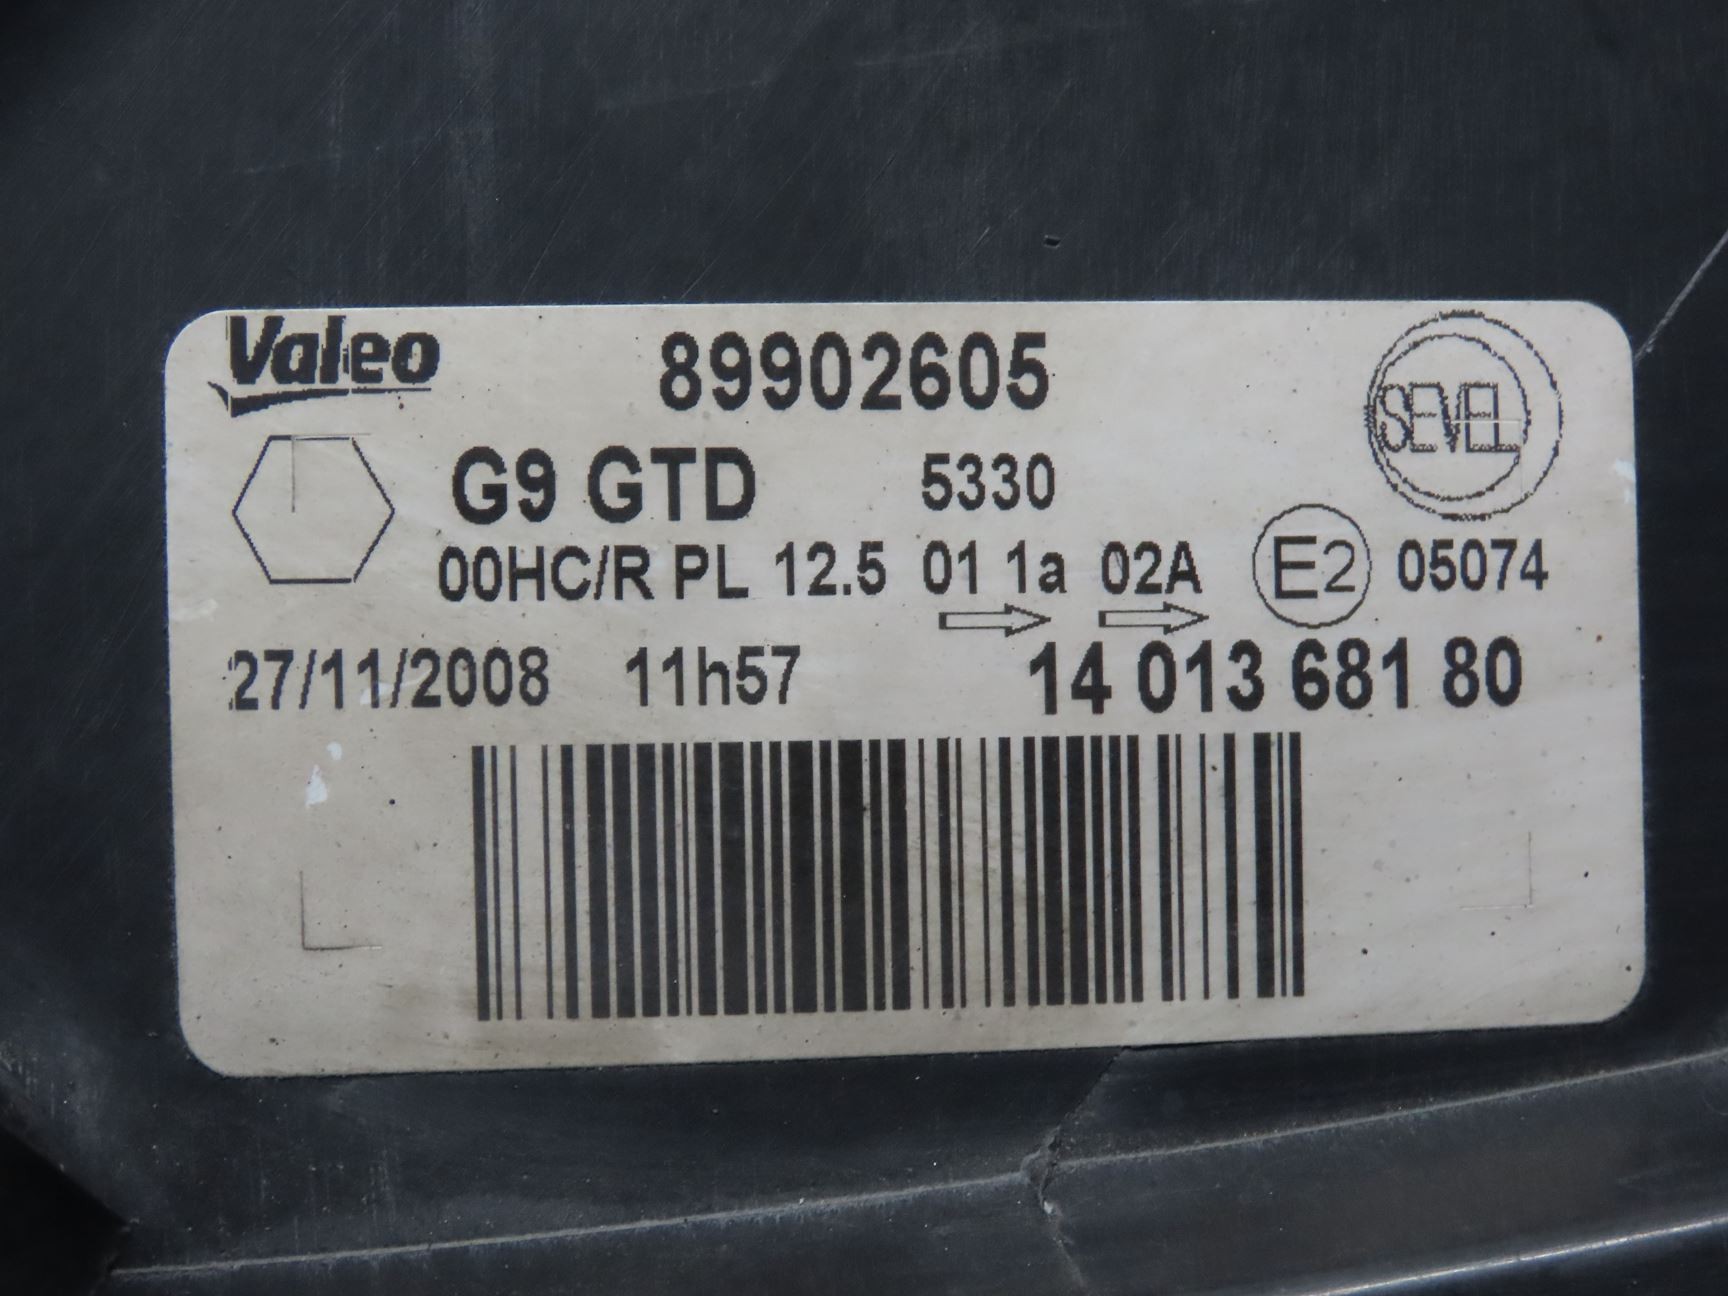 Valeo 89902605 SEVEL
G9 GTD 5330
00HC/R PL 12.5 01 1a 02A E2 05074
27/11/2008 11h57 14 013 681 80